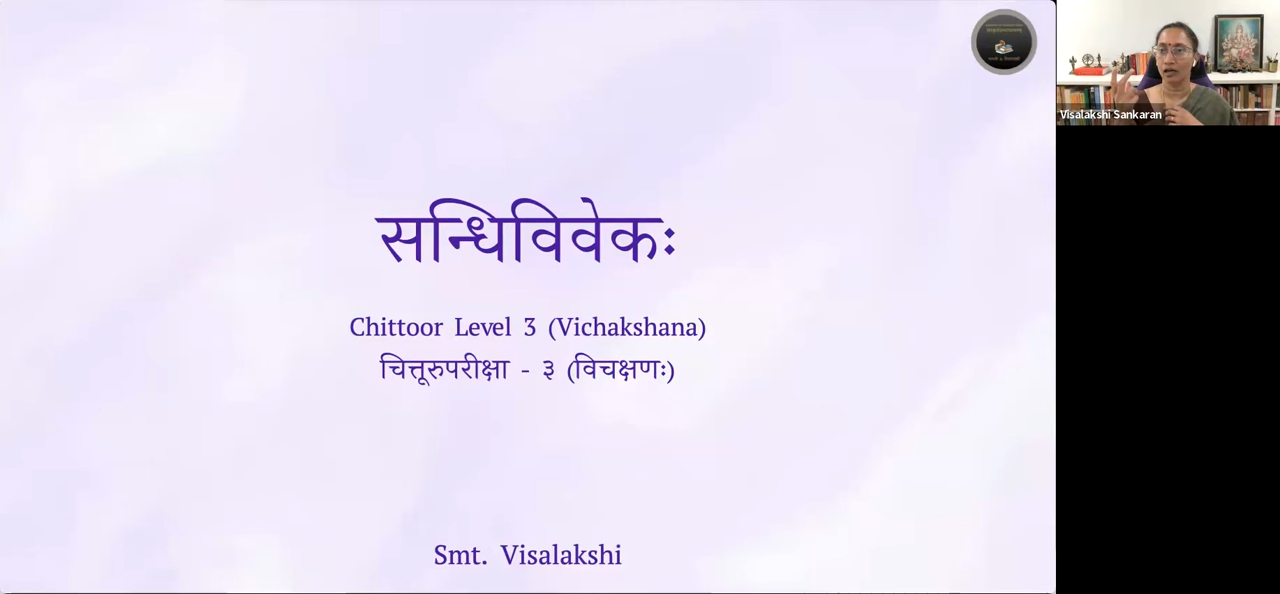 सन्धिविवेकः
Chittoor Level 3 (Vichakshana)
चित्तूरुपरीक्षा - ३ (विचक्षणः)
Smt. Visalakshi
Visalakshi Sankaran